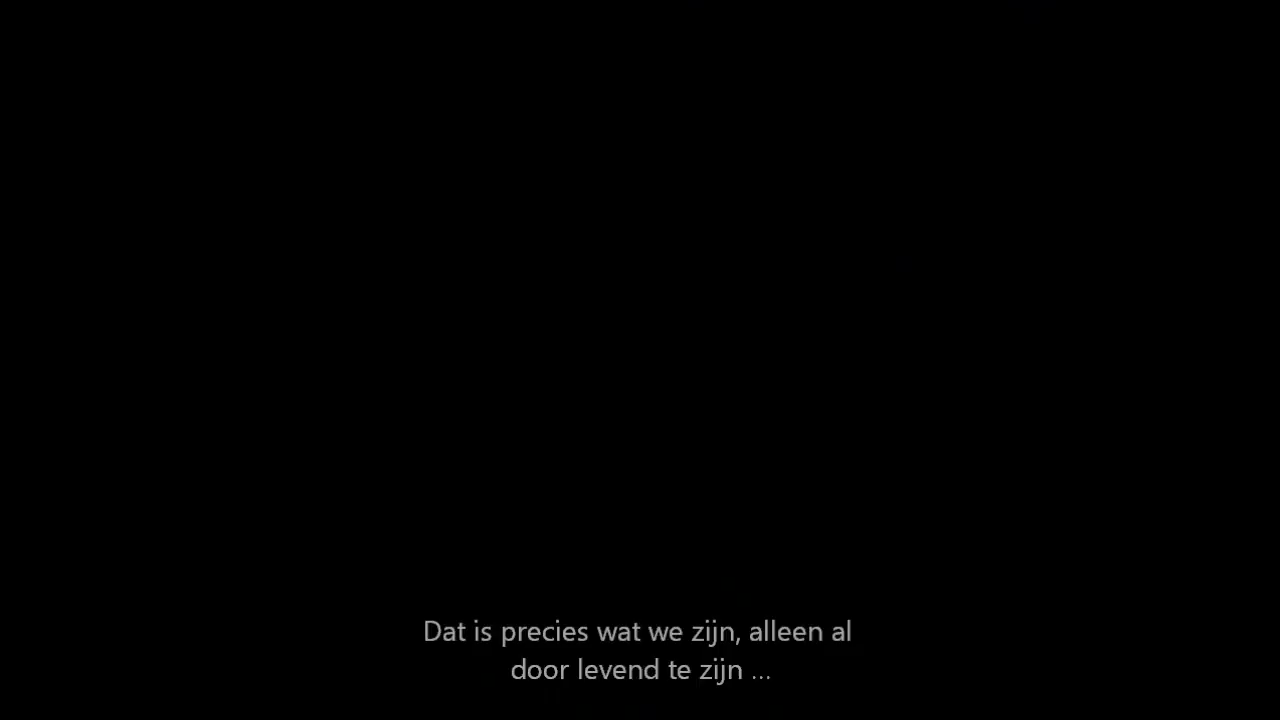 Dat is precies wat we zijn, alleen al
door levend te zijn ...